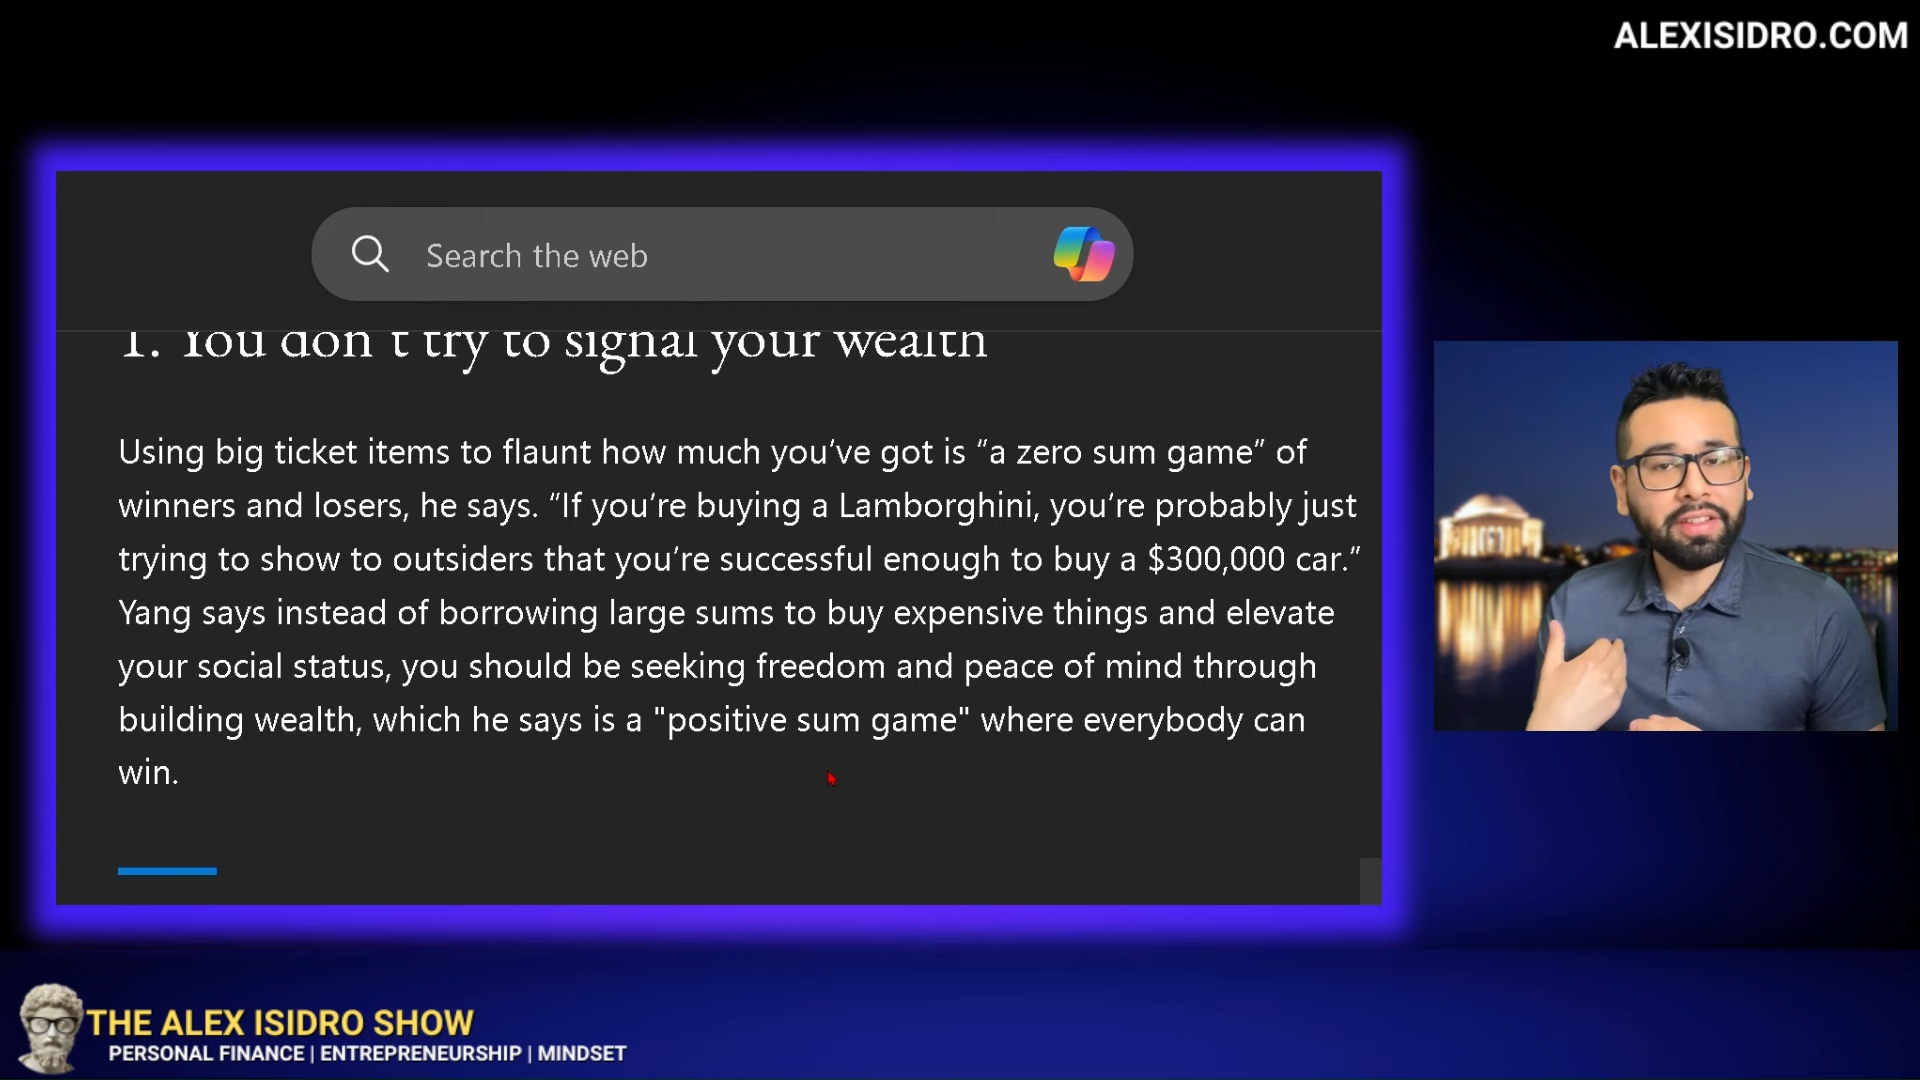 ALEXISIDRO.COM
Search the web
1. You don't try to signal your wealth
Using big ticket items to flaunt how much you’ve got is “a zero sum game” of
winners and losers, he says. “If you’re buying a Lamborghini, you’re probably just
trying to show to outsiders that you’re successful enough to buy a $300,000 car.”
Yang says instead of borrowing large sums to buy expensive things and elevate
your social status, you should be seeking freedom and peace of mind through
building wealth, which he says is a "positive sum game" where everybody can
win.
THE ALEX ISIDRO SHOW
PERSONAL FINANCE | ENTREPRENEURSHIP | MINDSET